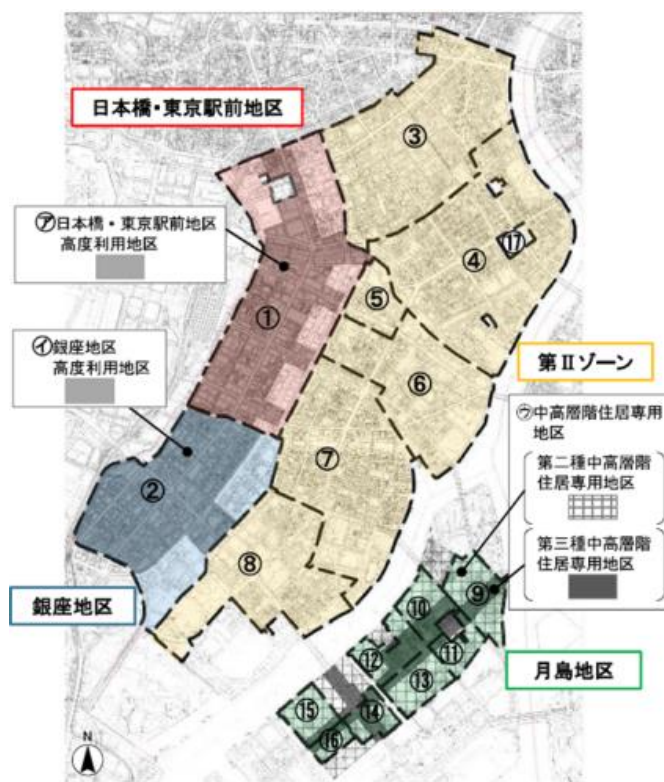 日本橋・東京駅前地区
③
㋐日本橋・東京駅前地区
高度利用地区
⑰
④
⑤
①
㋑銀座地区
高度利用地区
第Ⅱゾーン
⑥
㋒中高層階住居専用
地区
第二種中高層階
住居専用地区
⑦
②
第三種中高層階
住居専用地区
⑧
⑨
銀座地区
⑩
⑪
⑫
⑬
月島地区
⑮
⑭
⑯
N